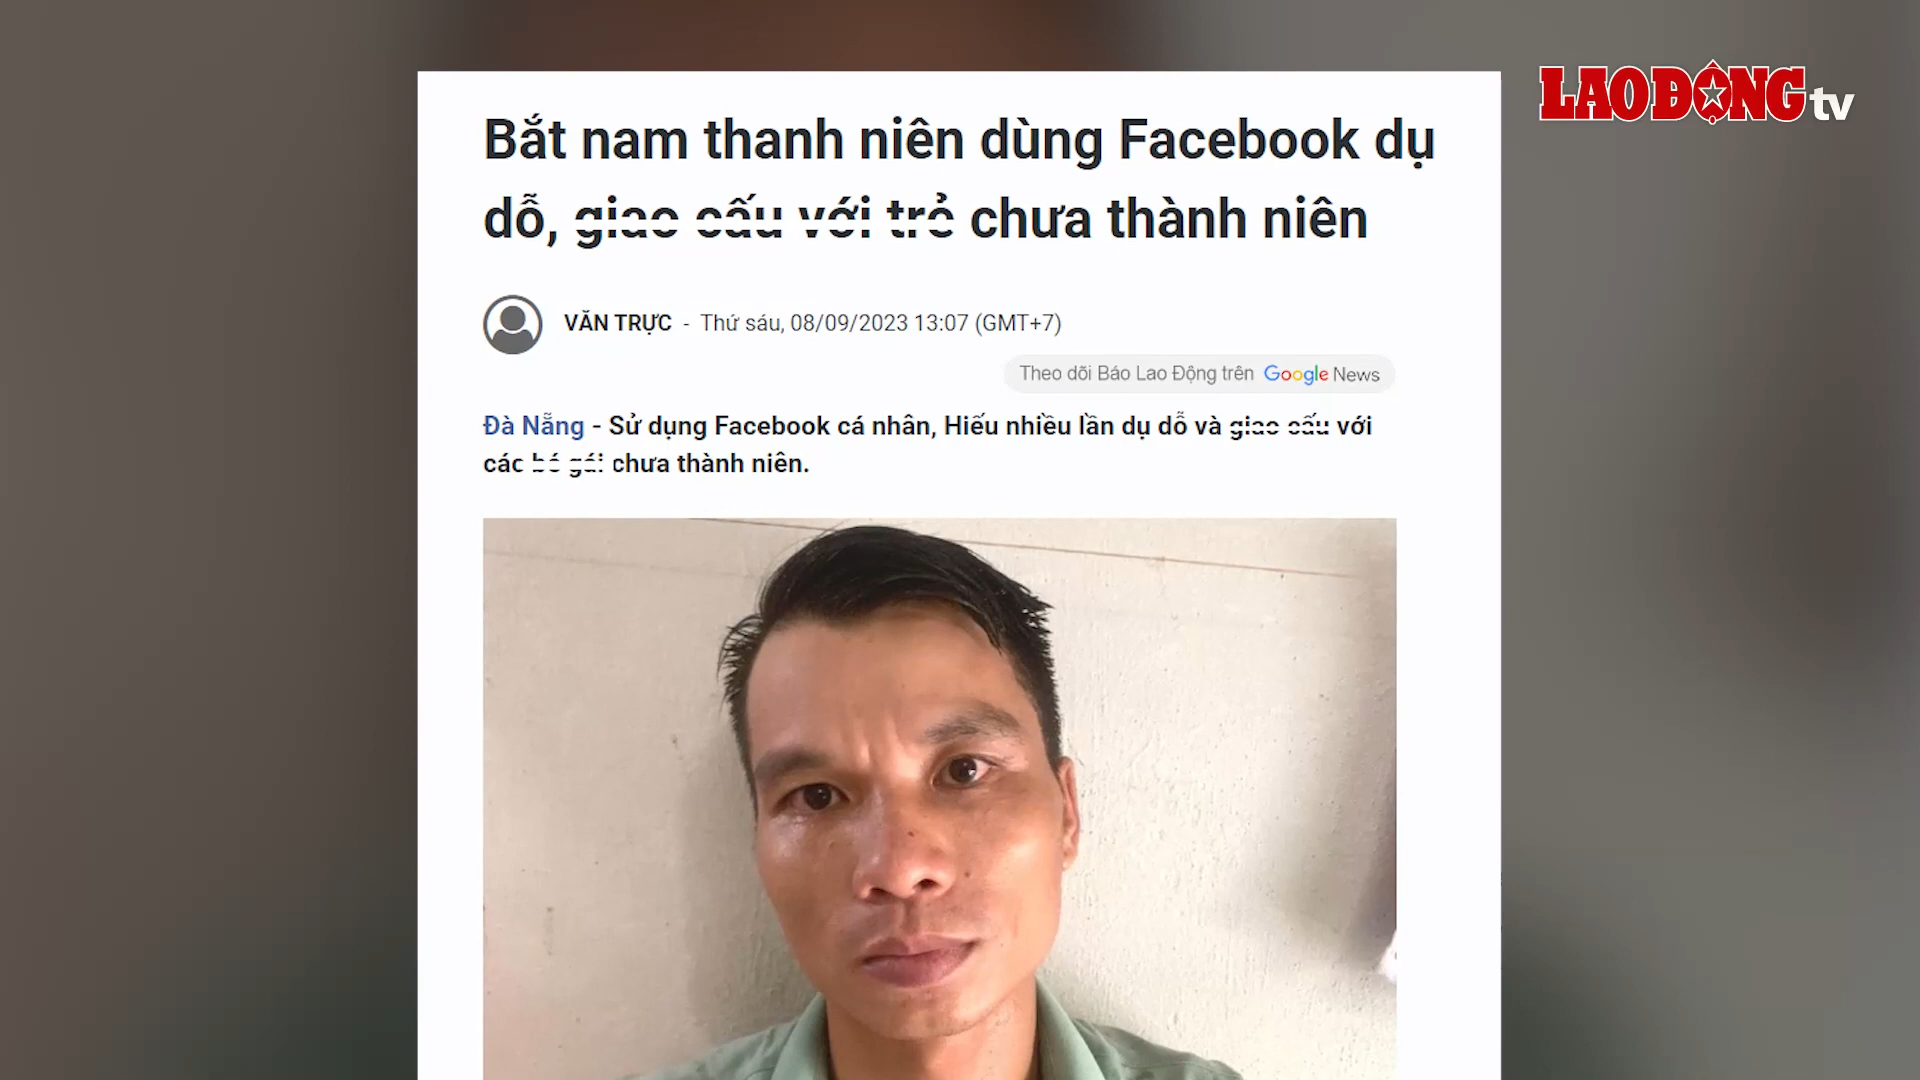 LAO ĐỘNG tv
Bắt nam thanh niên dùng Facebook dụ
dỗ, giao cấu với trẻ chưa thành niên
VĂN TRỰC - Thứ sáu, 08/09/2023 13:07 (GMT+7)
Theo dõi Báo Lao Động trên Google News
Đà Nẵng - Sử dụng Facebook cá nhân, Hiếu nhiều lần dụ dỗ và giao cấu với
các bé gái chưa thành niên.